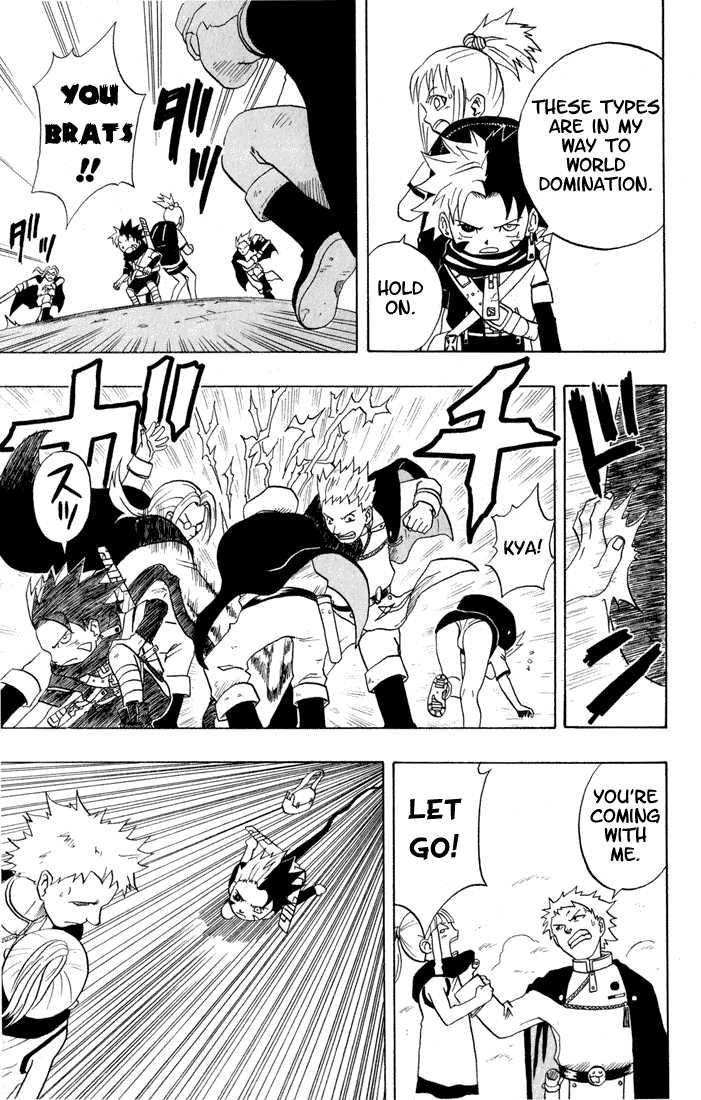 THESE TYPES
ARE IN MY
WAY TO
WORLD
DOMINATION.
HOLD
ON.
YOU
BRATS
!!
ダッ
ダッ
ドッ
KYA!
チ
ガ
スッ
YOU'RE
COMING
WITH
ME.
LET
GO!